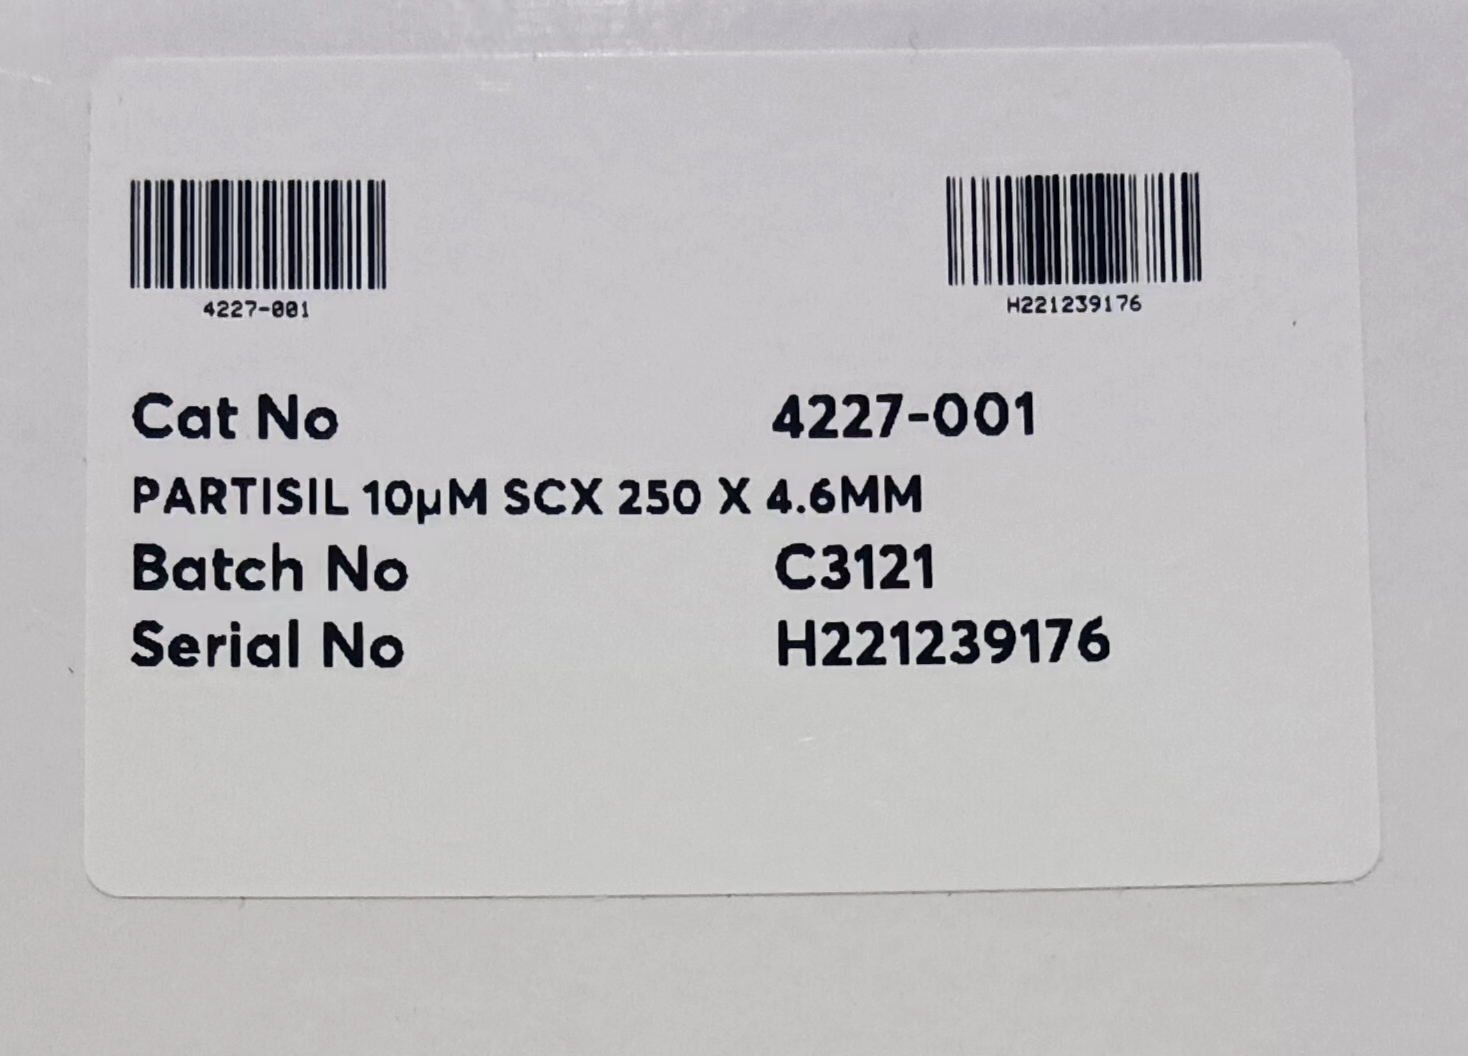 4227-001
H221239176
Cat No 4227-001
PARTISIL 10µM SCX 250 X 4.6MM
Batch No C3121
Serial No H221239176